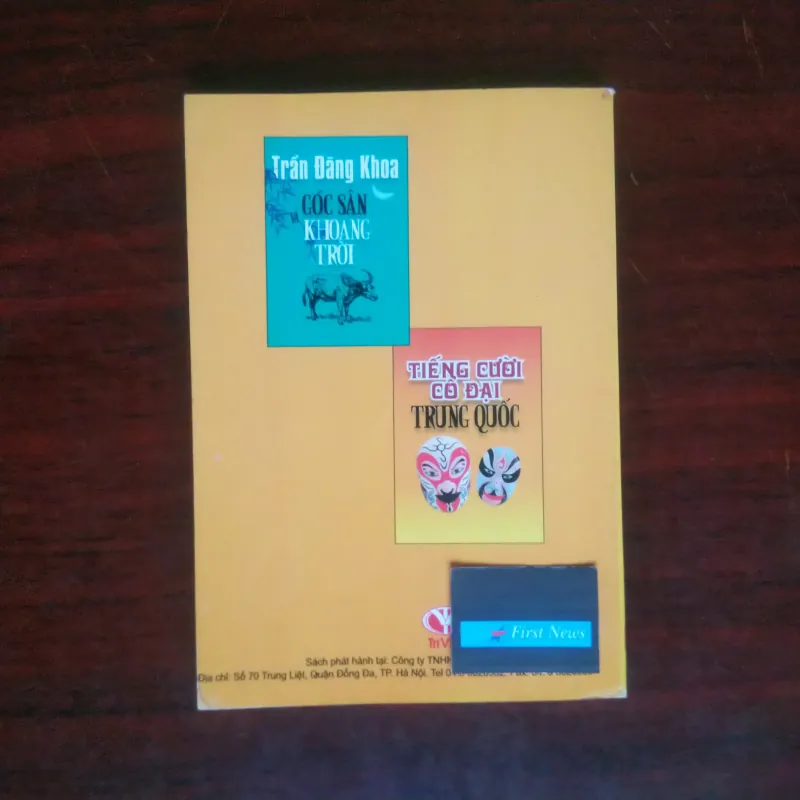 Trần Đăng Khoa
GÓC SÂN
VÀ
KHOẢNG
TRỜI
TIẾNG CƯỜI
CỔ ĐẠI
TRUNG QUỐC
First News
Sách phát hành tại: Công ty TNHH
Địa chỉ: Số 70 Trung Liệt, Quận Đống Đa, TP. Hà Nội. Tel